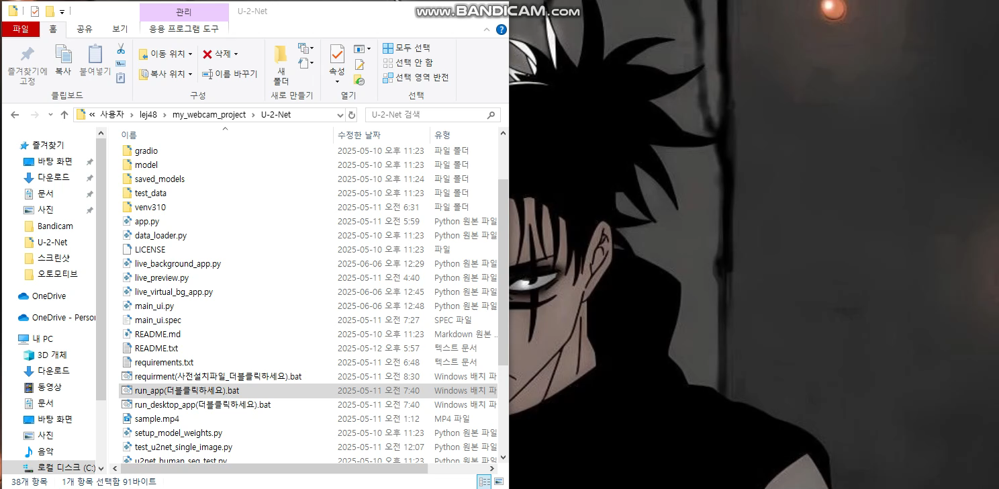 관리
U-2-Net
www.BANDICAM.com
파일
홈
공유
보기
응용 프로그램 도구
즐겨찾기에 고정
복사
붙여넣기
이동 위치
복사 위치
삭제
이름 바꾸기
새 폴더
속성
모두 선택
선택 안 함
선택 영역 반전
클립보드
구성
새로 만들기
열기
선택
« 사용자 > lej48 > my_webcam_project > U-2-Net
U-2-Net 검색
즐겨찾기
바탕 화면
다운로드
문서
사진
Bandicam
U-2-Net
스크린샷
오토모티브
OneDrive
OneDrive - Person
내 PC
3D 개체
다운로드
동영상
문서
바탕 화면
사진
음악
로컬 디스크 (C:)
이름 수정한 날짜 유형
gradio 2025-05-10 오후 11:23 파일 폴더
model 2025-05-10 오후 11:23 파일 폴더
saved_models 2025-05-10 오후 11:24 파일 폴더
test_data 2025-05-10 오후 11:23 파일 폴더
venv310 2025-05-11 오전 6:31 파일 폴더
app.py 2025-05-11 오전 5:59 Python 원본 파일
data_loader.py 2025-05-10 오후 11:23 Python 원본 파일
LICENSE 2025-05-10 오후 11:23 파일
live_background_app.py 2025-06-06 오후 12:29 Python 원본 파일
live_preview.py 2025-05-11 오전 4:40 Python 원본 파일
live_virtual_bg_app.py 2025-06-06 오후 12:45 Python 원본 파일
main_ui.py 2025-06-06 오후 12:48 Python 원본 파일
main_ui.spec 2025-05-11 오전 7:27 SPEC 파일
README.md 2025-05-10 오후 11:23 Markdown 원본 ...
README.txt 2025-05-12 오후 5:57 텍스트 문서
requirements.txt 2025-05-11 오전 6:48 텍스트 문서
requirment(사전설치파일_더블클릭하세요).bat 2025-05-11 오전 8:30 Windows 배치 파
run_app(더블클릭하세요).bat 2025-05-11 오전 7:40 Windows 배치 파
run_desktop_app(더블클릭하세요).bat 2025-05-11 오전 7:40 Windows 배치 파
sample.mp4 2025-05-11 오전 1:12 MP4 파일
setup_model_weights.py 2025-05-10 오후 11:23 Python 원본 파일
test_u2net_single_image.py 2025-05-11 오전 12:07 Python 원본 파일
u2net_human_seg_test.py 2025-05-10 오후 11:23 Python 원본 파일
38개 항목 1개 항목 선택함 91바이트